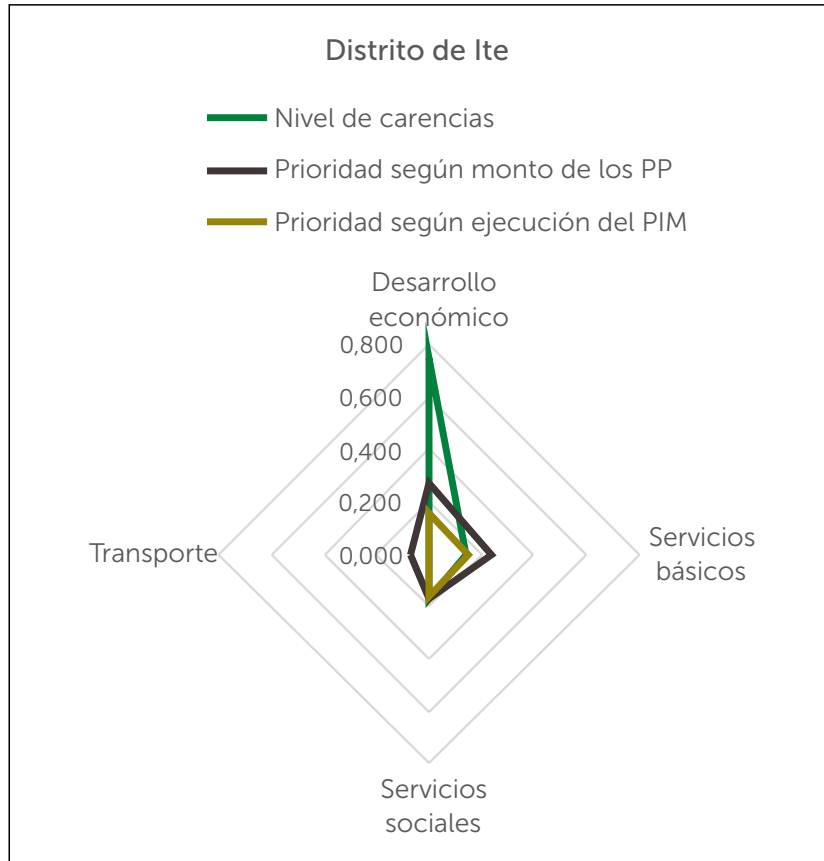 Distrito de Ite
Nivel de carencias
Prioridad según monto de los PP
Prioridad según ejecución del PIM
Desarrollo
económico
0,800
0,600
0,400
0,200
0,000
Transporte
Servicios
básicos
Servicios
sociales